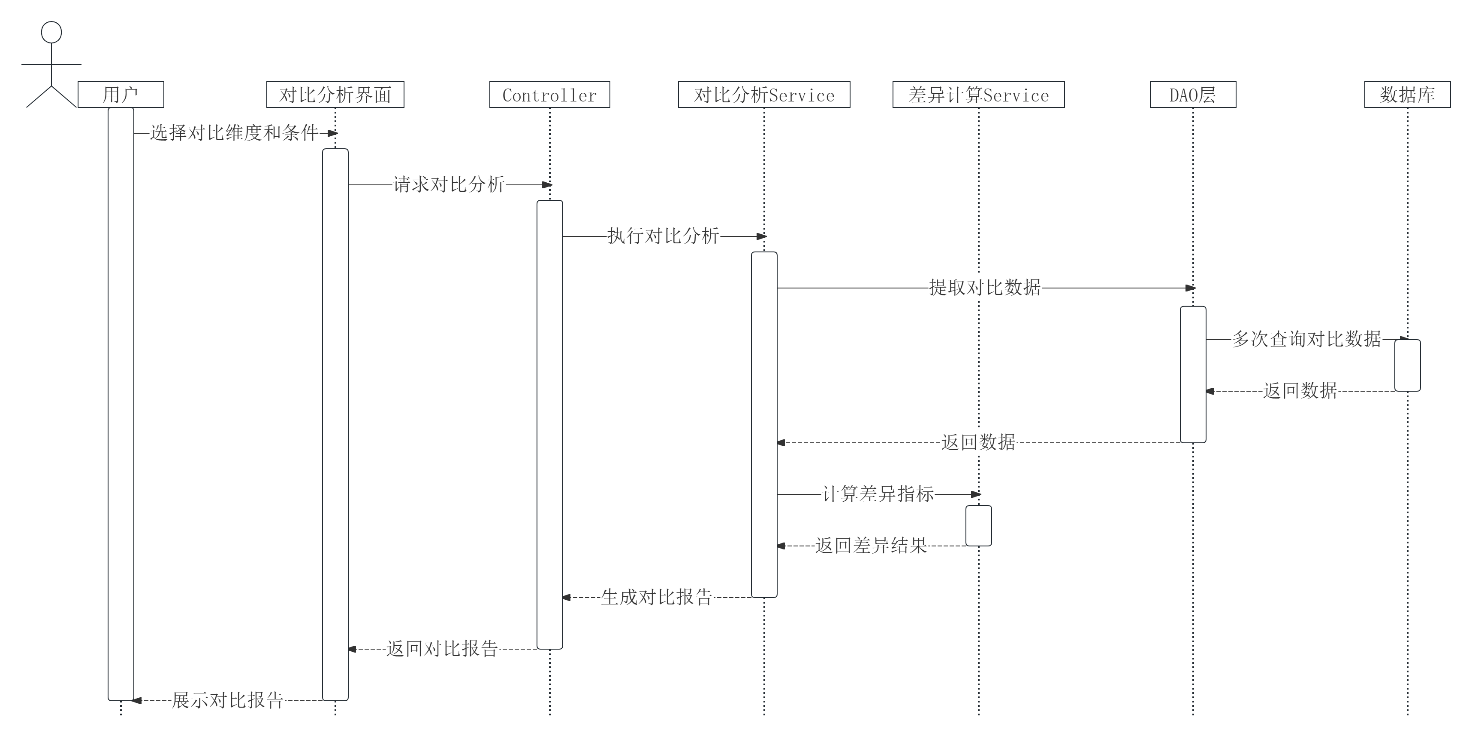 用户
对比分析界面
Controller
对比分析Service
差异计算Service
DAO层
数据库
选择对比维度和条件
请求对比分析
执行对比分析
提取对比数据
多次查询对比数据
返回数据
返回数据
计算差异指标
返回差异结果
生成对比报告
返回对比报告
展示对比报告